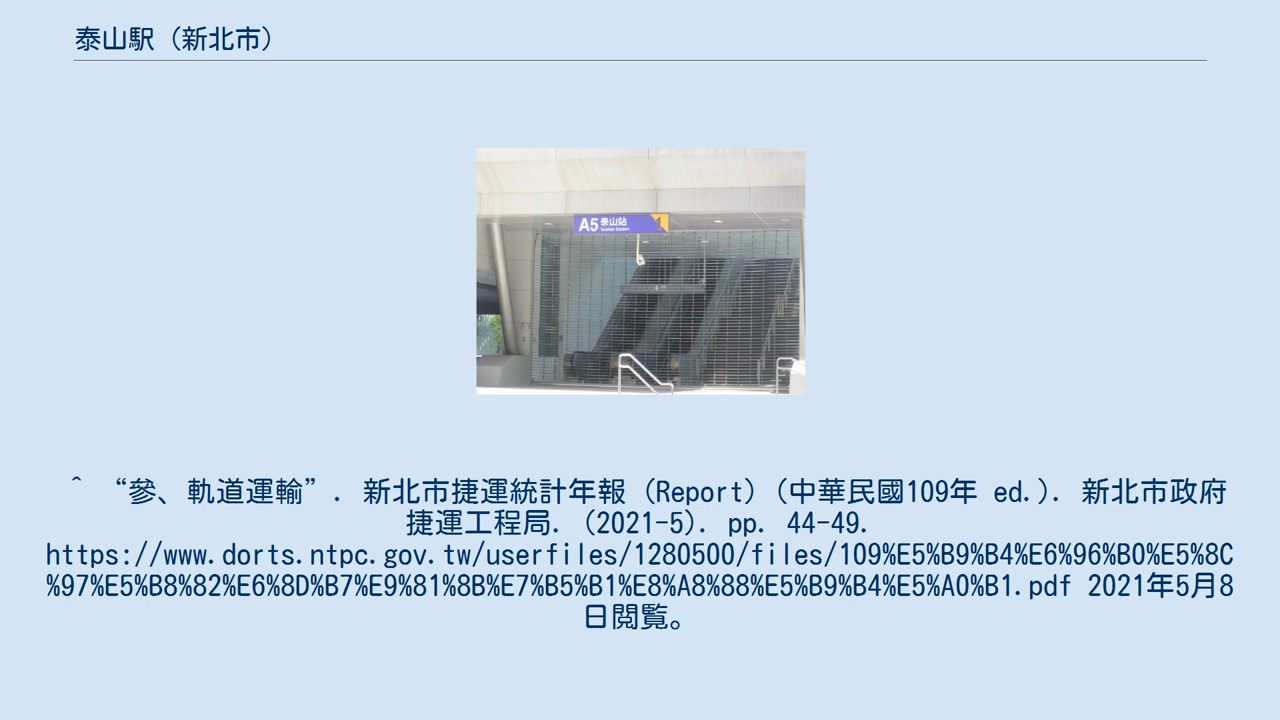 泰山駅（新北市）
A5 泰山站 1
Taishan Station
^ “參、軌道運輸”. 新北市捷運統計年報 (Report) (中華民國109年 ed.). 新北市政府
捷運工程局. (2021-5). pp. 44-49.
https://www.dorts.ntpc.gov.tw/userfiles/1280500/files/109%E5%B9%B4%E6%96%B0%E5%8C
%97%E5%B8%82%E6%8D%B7%E9%81%8B%E7%B5%B1%E8%A8%88%E5%B9%B4%E5%A0%B1.pdf 2021年5月8
日閲覧。